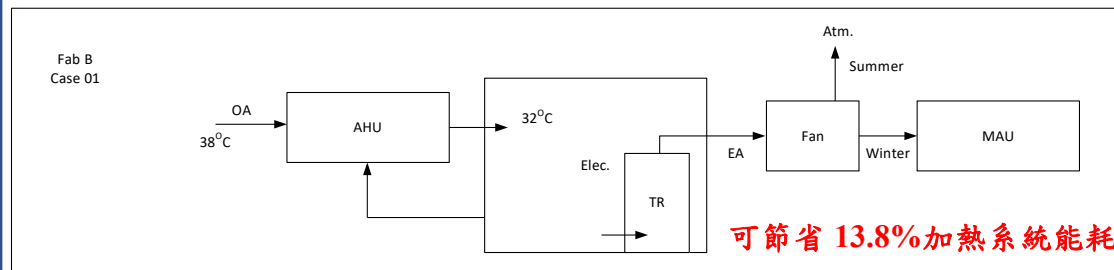 Fab B
Case 01
OA
38°C
AHU
32°C
Elec.
TR
EA
Atm.
Summer
Fan
Winter
MAU
可節省 13.8%加熱系統能耗